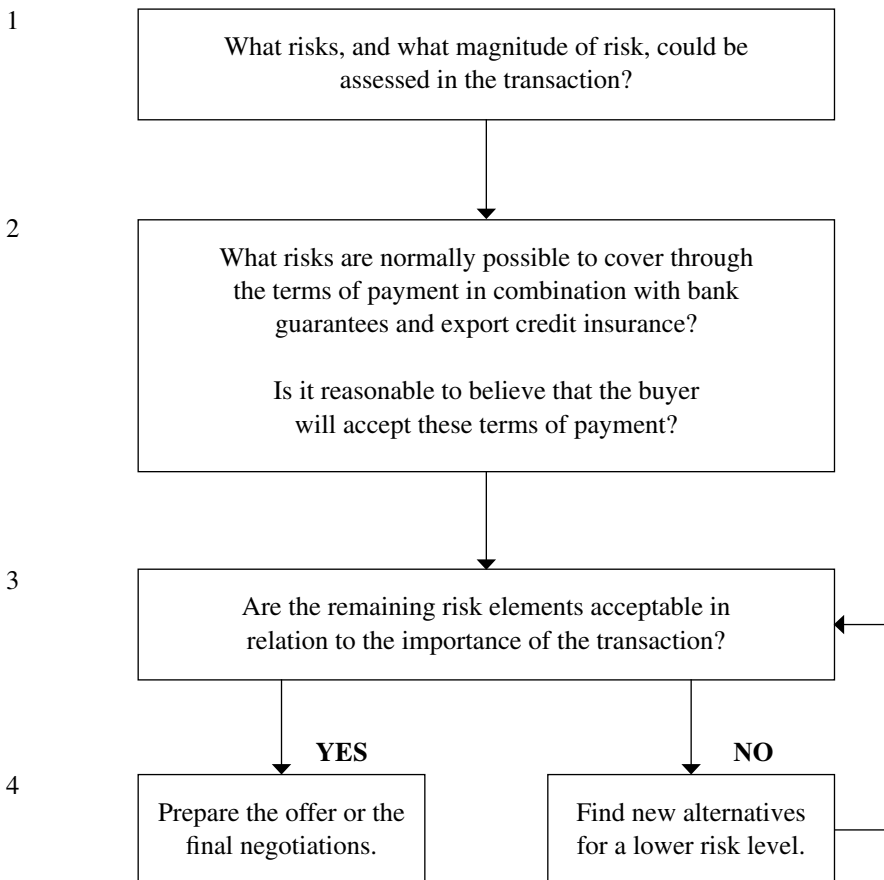 1
What risks, and what magnitude of risk, could be
assessed in the transaction?
2
What risks are normally possible to cover through
the terms of payment in combination with bank
guarantees and export credit insurance?
Is it reasonable to believe that the buyer
will accept these terms of payment?
3
Are the remaining risk elements acceptable in
relation to the importance of the transaction?
YES
NO
4
Prepare the offer or the
final negotiations.
Find new alternatives
for a lower risk level.